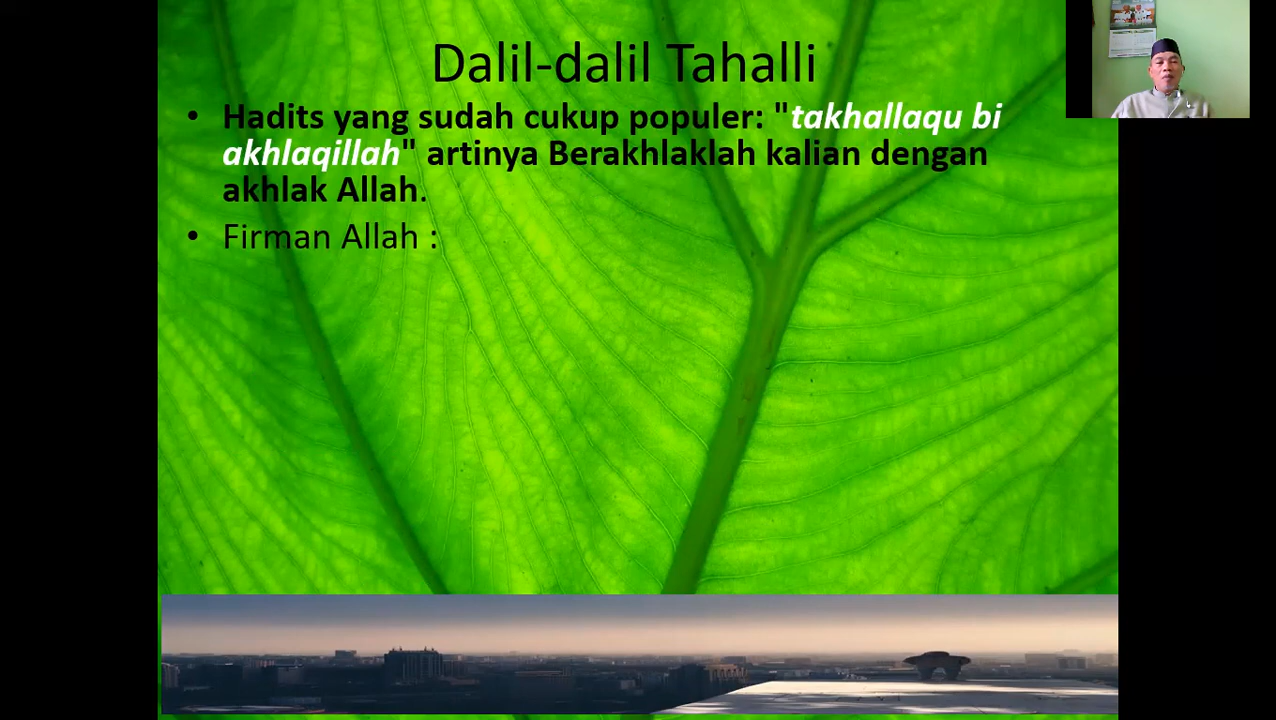 Dalil-dalil Tahalli
• Hadits yang sudah cukup populer: "takhallaqu bi
akhlaqillah" artinya Berakhlaklah kalian dengan
akhlak Allah.
• Firman Allah :